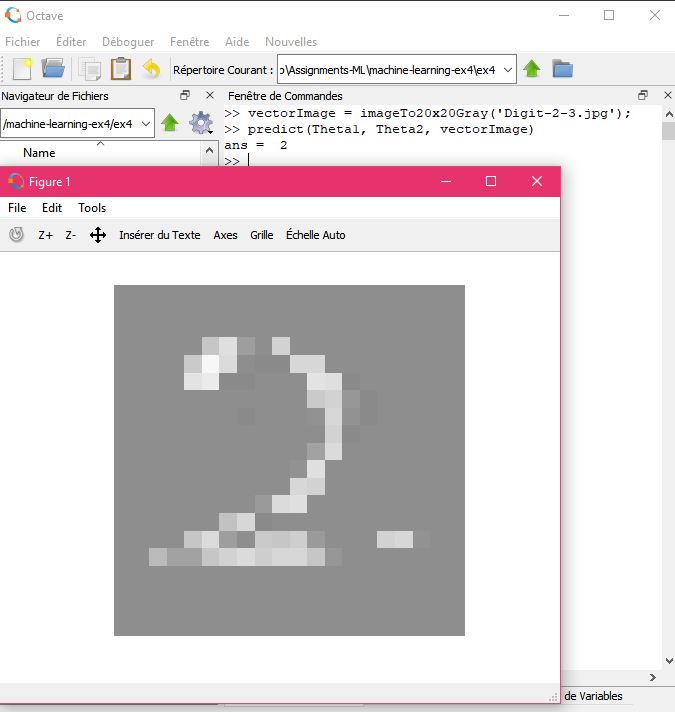 Octave
Fichier Éditer Déboguer Fenêtre Aide Nouvelles
Répertoire Courant : ɔ\Assignments-ML\machine-learning-ex4\ex4
Navigateur de Fichiers
Fenêtre de Commandes
/machine-learning-ex4/ex4
Name
>> vectorImage = imageTo20x20Gray('Digit-2-3.jpg');
>> predict(Theta1, Theta2, vectorImage)
ans = 2
>>
Figure 1
File Edit Tools
Z+ Z- Insérer du Texte Axes Grille Échelle Auto
2
de Variables